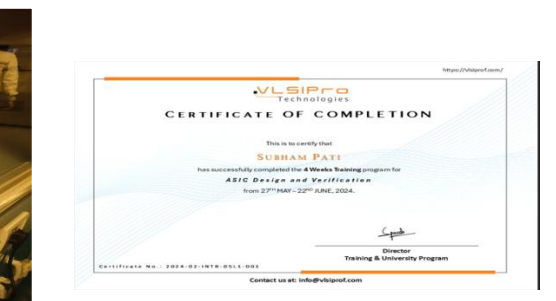 https://vlsiprof.com/
VLSIPro
Technologies
CERTIFICATE OF COMPLETION
This is to certify that
SUBHAM PATI
has successfully completed the 4 Weeks Training program for
ASIC Design and Verification
from 27TH MAY – 22ND JUNE, 2024.
Director
Training & University Program
Contact us at: info@vlsiprof.com